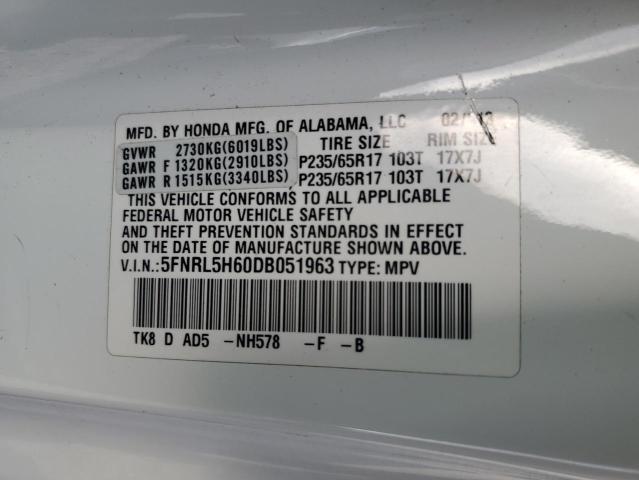 MFD. BY HONDA MFG. OF ALABAMA, LLC
TIRE SIZE RIM SIZE
GVWR 2730KG(6019LBS)
GAWR F 1320KG(2910LBS) P235/65R17 103T 17X7J
GAWR R 1515KG(3340LBS) P235/65R17 103T 17X7J
THIS VEHICLE CONFORMS TO ALL APPLICABLE
FEDERAL MOTOR VEHICLE SAFETY
AND THEFT PREVENTION STANDARDS IN EFFECT
ON THE DATE OF MANUFACTURE SHOWN ABOVE.
V.I.N.: 5FNRL5H60DB051963 TYPE: MPV
TK8 D AD5 -NH578 -F -B